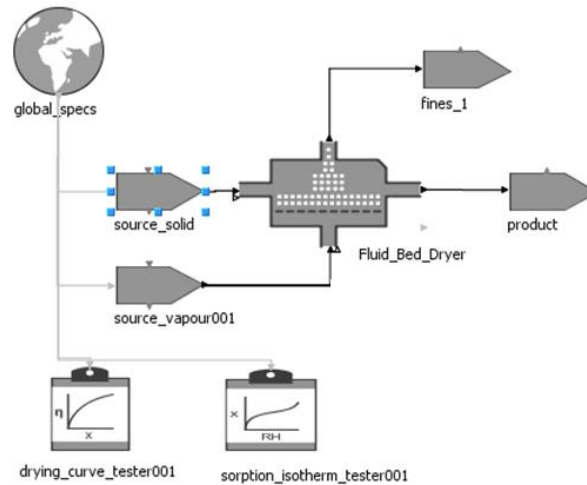 global_specs
fines_1
source_solid
product
Fluid_Bed_Dryer
source_vapour001
η
x
x
RH
drying_curve_tester001
sorption_isotherm_tester001